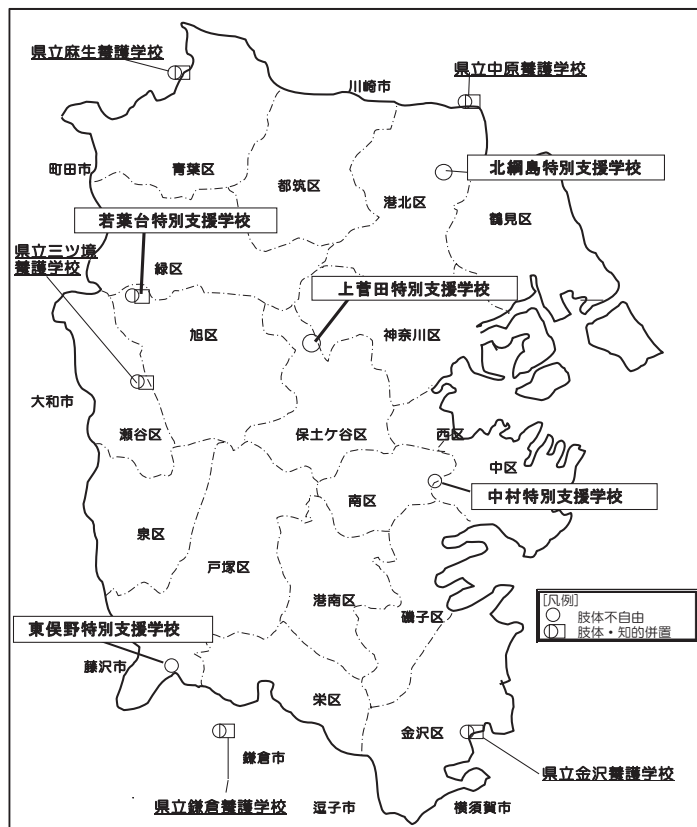 県立麻生養護学校
川崎市
県立中原養護学校
町田市
青葉区
都筑区
港北区
北綱島特別支援学校
若葉台特別支援学校
鶴見区
県立三ツ境
養護学校
緑区
上菅田特別支援学校
旭区
神奈川区
大和市
瀬谷区
保土ケ谷区
西区
中区
南区
中村特別支援学校
泉区
戸塚区
港南区
磯子区
[凡例]
肢体不自由
肢体・知的併置
東俣野特別支援学校
藤沢市
栄区
金沢区
鎌倉市
県立金沢養護学校
県立鎌倉養護学校
逗子市
横須賀市